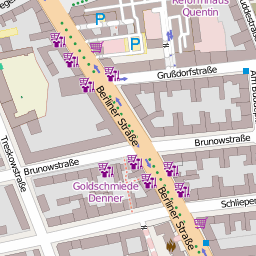 Reformhaus
Quentin
P
P
Grußdorfstraße
Berliner Straße
Treskowstraße
Brunowstraße
Brunowstraße
Goldschmiede
Denner
Berliner Straße
Schlieper